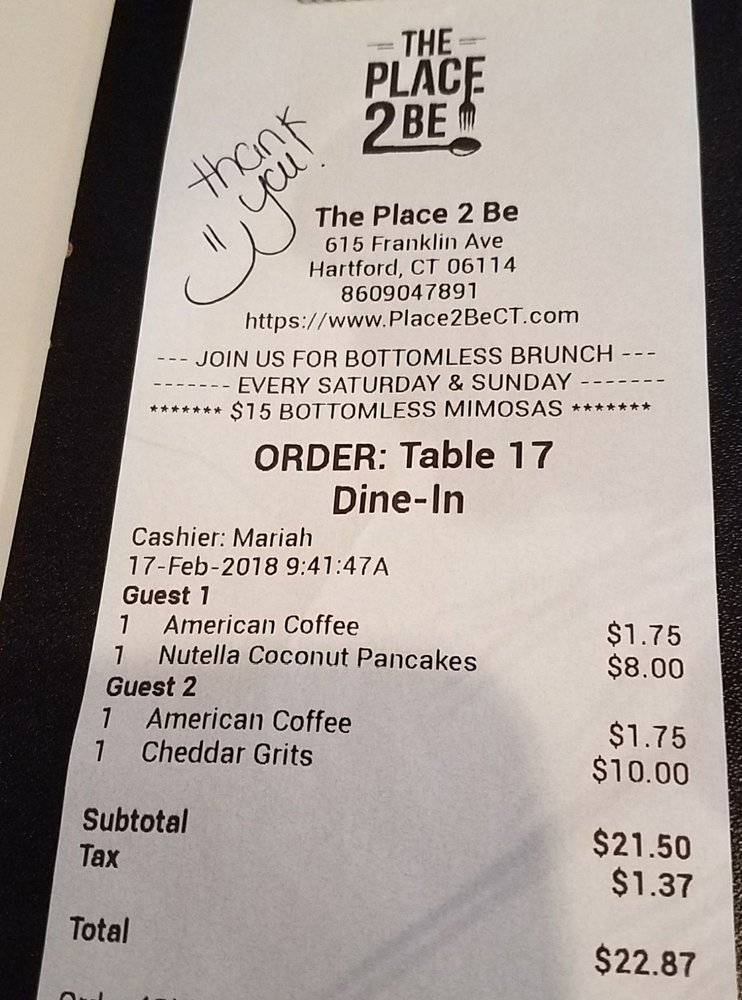 THE
PLACE
2 BE
thank
you!
The Place 2 Be
615 Franklin Ave
Hartford, CT 06114
8609047891
https://www.Place2BeCT.com
--- JOIN US FOR BOTTOMLESS BRUNCH ---
------- EVERY SATURDAY & SUNDAY -------
******* $15 BOTTOMLESS MIMOSAS *******
ORDER: Table 17
Dine-In
Cashier: Mariah
17-Feb-2018 9:41:47A
Guest 1
1 American Coffee $1.75
1 Nutella Coconut Pancakes $8.00
Guest 2
1 American Coffee $1.75
1 Cheddar Grits $10.00
Subtotal $21.50
Tax $1.37
Total $22.87